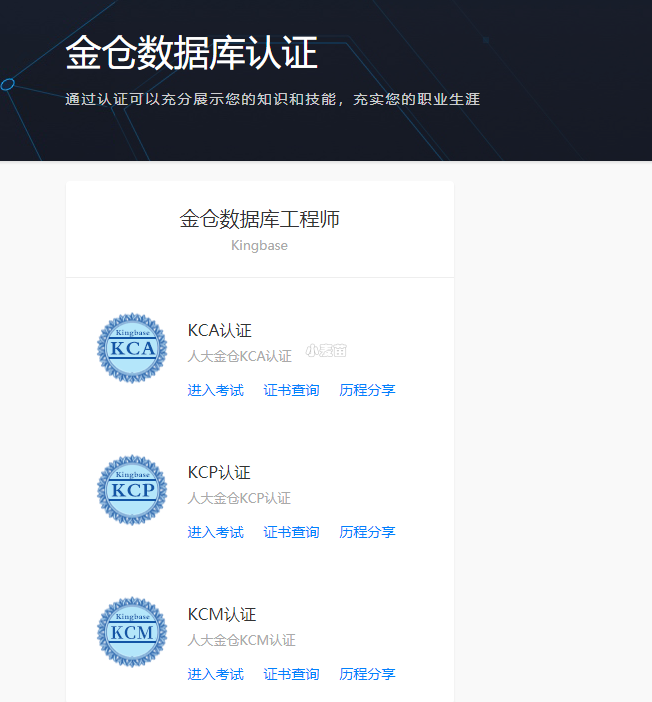 金仓数据库认证
通过认证可以充分展示您的知识和技能，充实您的职业生涯
金仓数据库工程师
Kingbase
Kingbase
KCA
KCA认证
人大金仓KCA认证 小麦苗
进入考试 证书查询 历程分享
Kingbase
KCP
KCP认证
人大金仓KCP认证
进入考试 证书查询 历程分享
Kingbase
KCM
KCM认证
人大金仓KCM认证
进入考试 证书查询 历程分享